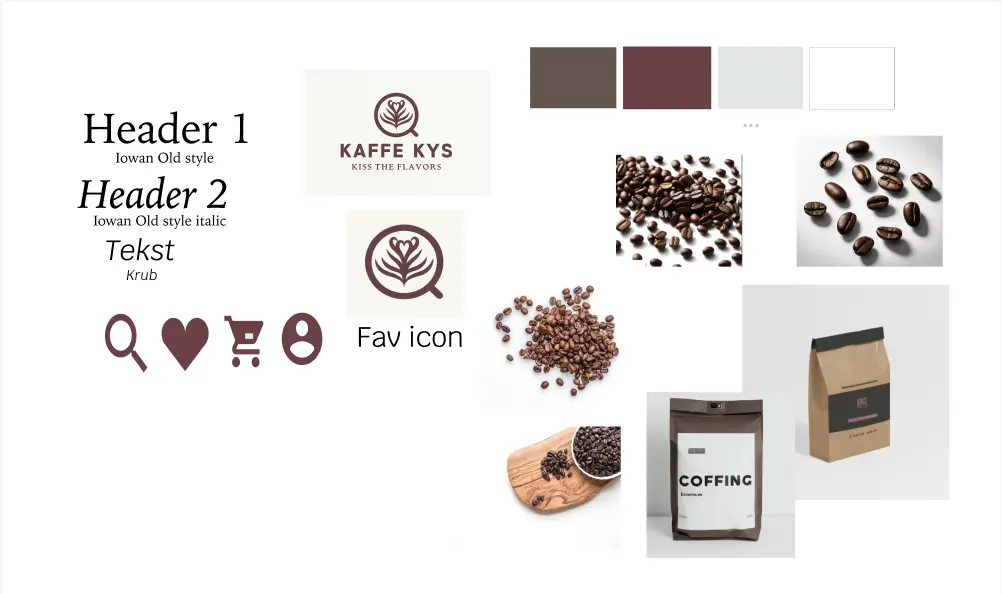 Header 1
Iowan Old style
Header 2
Iowan Old style italic
Tekst
Krub
KAFFE KYS
KISS THE FLAVORS
Fav icon
COFFING